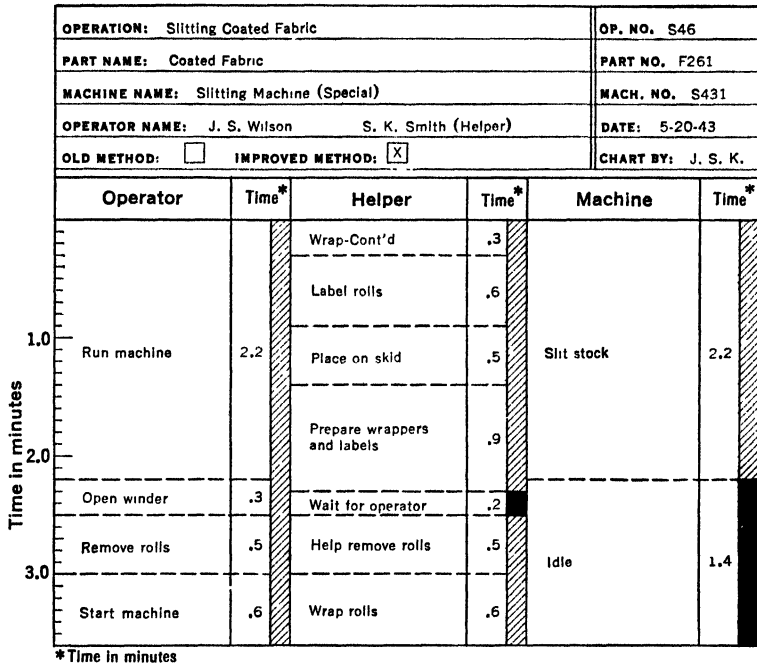 OPERATION: Slitting Coated Fabric OP. NO. S46
PART NAME: Coated Fabric PART NO. F261
MACHINE NAME: Slitting Machine (Special) MACH. NO. S431
OPERATOR NAME: J. S. Wilson S. K. Smith (Helper) DATE: 5-20-43
OLD METHOD: IMPROVED METHOD: X CHART BY: J. S. K.
Operator Time* Helper Time* Machine Time*
Wrap-Cont'd .3
Label rolls .6
1.0
Run machine 2.2 Place on skid .5 Slit stock 2.2
Prepare wrappers
and labels .9
2.0
Open winder .3 Wait for operator .2
Remove rolls .5 Help remove rolls .5
Idle 1.4
3.0
Start machine .6 Wrap rolls .6
Time in minutes
*Time in minutes